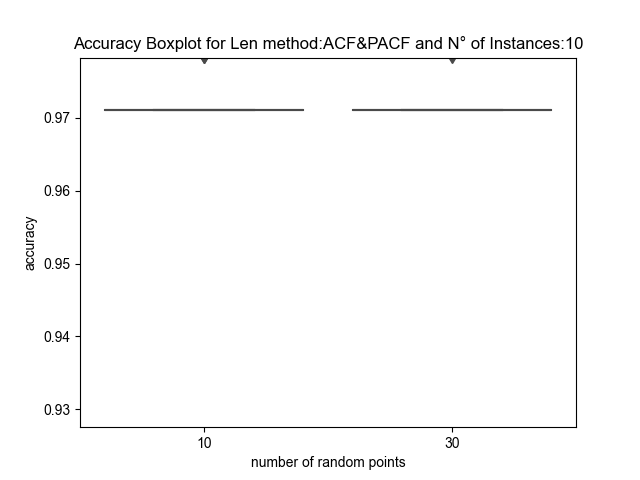 Accuracy Boxplot for Len method:ACF&PACF and N° of Instances:10
0.97
0.96
0.95
0.94
0.93
accuracy
10
30
number of random points